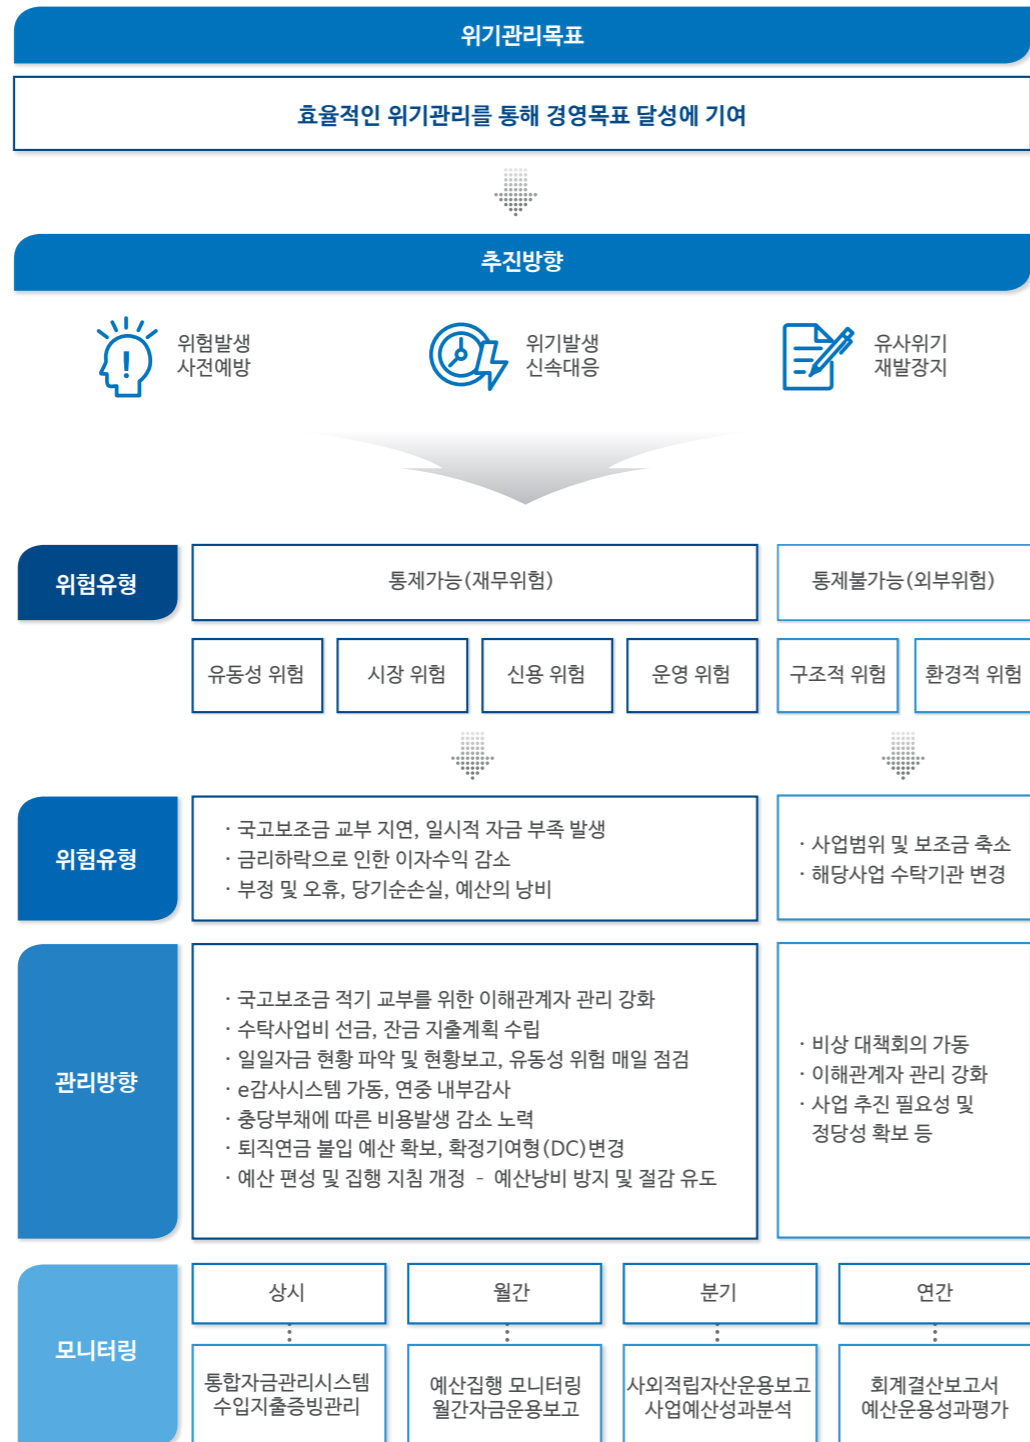 위기관리목표
효율적인 위기관리를 통해 경영목표 달성에 기여
추진방향
위험발생
사전예방
위기발생
신속대응
유사위기
재발장지
위험유형
통제가능(재무위험)
통제불가능(외부위험)
유동성 위험
시장 위험
신용 위험
운영 위험
구조적 위험
환경적 위험
위험유형
· 국고보조금 교부 지연, 일시적 자금 부족 발생
· 금리하락으로 인한 이자수익 감소
· 부정 및 오휴, 당기순손실, 예산의 낭비
· 사업범위 및 보조금 축소
· 해당사업 수탁기관 변경
관리방향
· 국고보조금 적기 교부를 위한 이해관계자 관리 강화
· 수탁사업비 선금, 잔금 지출계획 수립
· 일일자금 현황 파악 및 현황보고, 유동성 위험 매일 점검
· e감사시스템 가동, 연중 내부감사
· 충당부채에 따른 비용발생 감소 노력
· 퇴직연금 불입 예산 확보, 확정기여형(DC)변경
· 예산 편성 및 집행 지침 개정 - 예산낭비 방지 및 절감 유도
· 비상 대책회의 가동
· 이해관계자 관리 강화
· 사업 추진 필요성 및
정당성 확보 등
모니터링
상시
월간
분기
연간
통합자금관리시스템
수입지출증빙관리
예산집행 모니터링
월간자금운용보고
사외적립자산운용보고
사업예산성과분석
회계결산보고서
예산운용성과평가